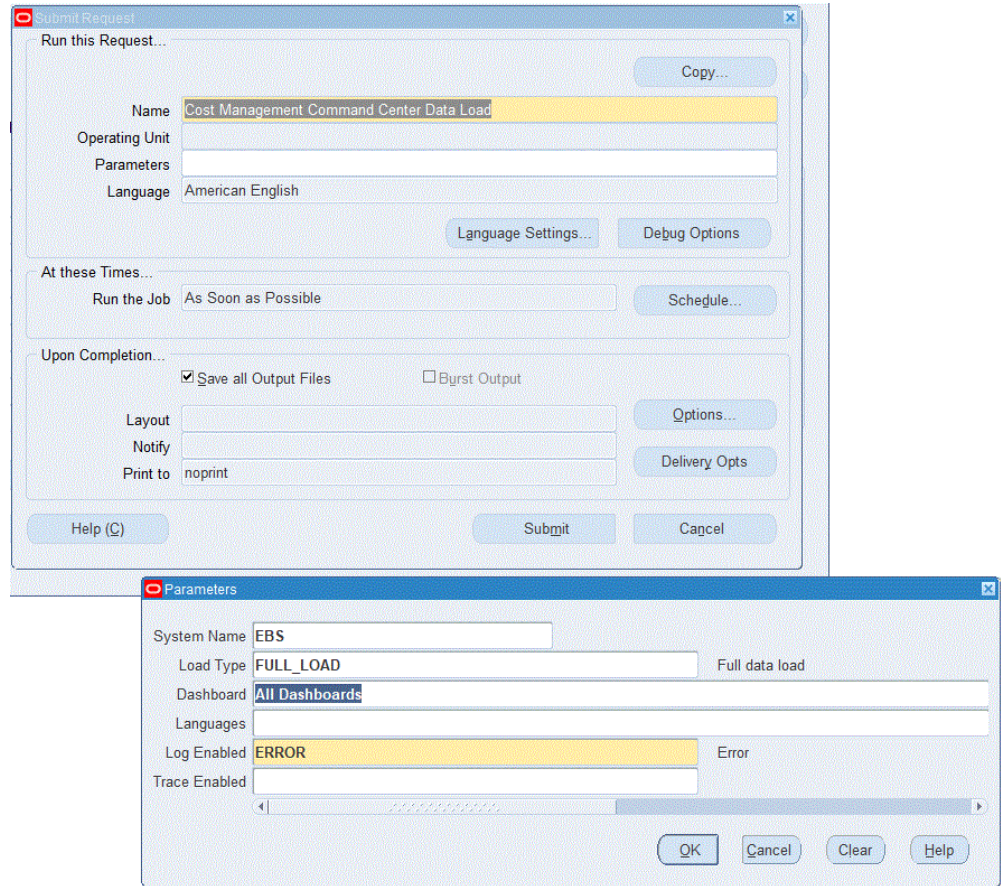 Submit Request
Run this Request...
Copy...
Name Cost Management Command Center Data Load
Operating Unit
Parameters
Language American English
Language Settings... Debug Options
At these Times...
Run the Job As Soon as Possible Schedule...
Upon Completion...
Save all Output Files Burst Output
Layout Options...
Notify
Print to noprint Delivery Opts
Help (C) Submit Cancel
Parameters
System Name EBS
Load Type FULL_LOAD Full data load
Dashboard All Dashboards
Languages
Log Enabled ERROR Error
Trace Enabled
OK Cancel Clear Help